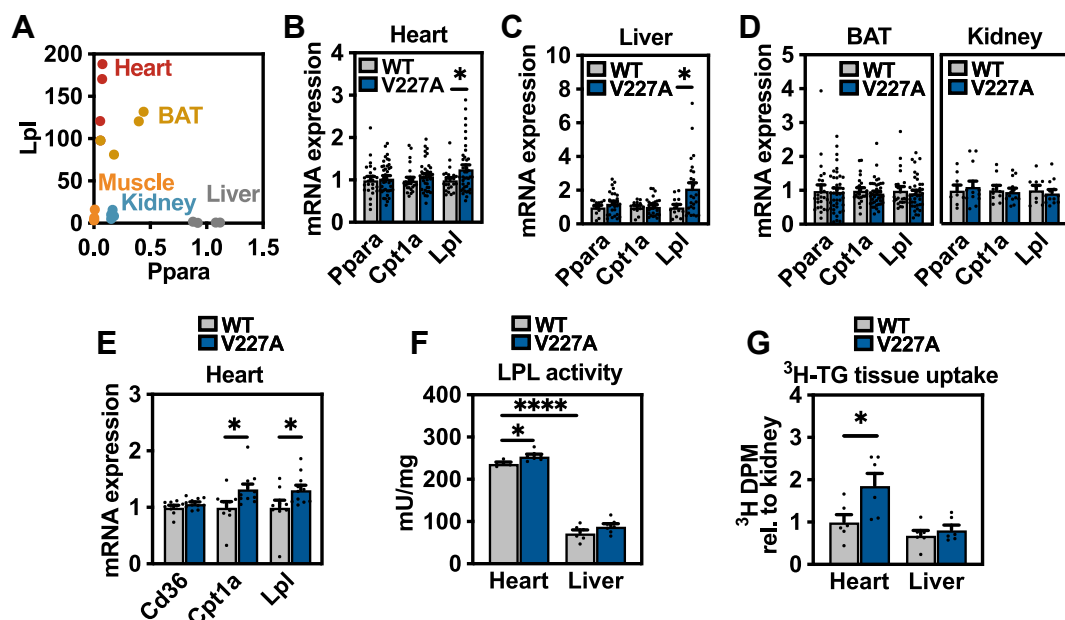 A
Lpl
200
150
100
50
0
0.0
0.5
1.0
1.5
Ppara
Heart
BAT
Muscle
Kidney
Liver
B
Heart
WT
V227A
mRNA expression
4
3
2
1
0
*
Ppara
Cpt1a
Lpl
C
Liver
WT
V227A
mRNA expression
10
8
6
4
2
0
*
Ppara
Cpt1a
Lpl
D
BAT
WT
V227A
mRNA expression
5
4
3
2
1
0
Ppara
Cpt1a
Lpl
Kidney
WT
V227A
Ppara
Cpt1a
Lpl
E
WT
V227A
Heart
mRNA expression
3
2
1
0
*
*
Cd36
Cpt1a
Lpl
F
WT
V227A
LPL activity
mU/mg
400
300
200
100
0
****
*
Heart
Liver
G
WT
V227A
³H-TG tissue uptake
³H DPM
rel. to kidney
4
3
2
1
0
*
Heart
Liver